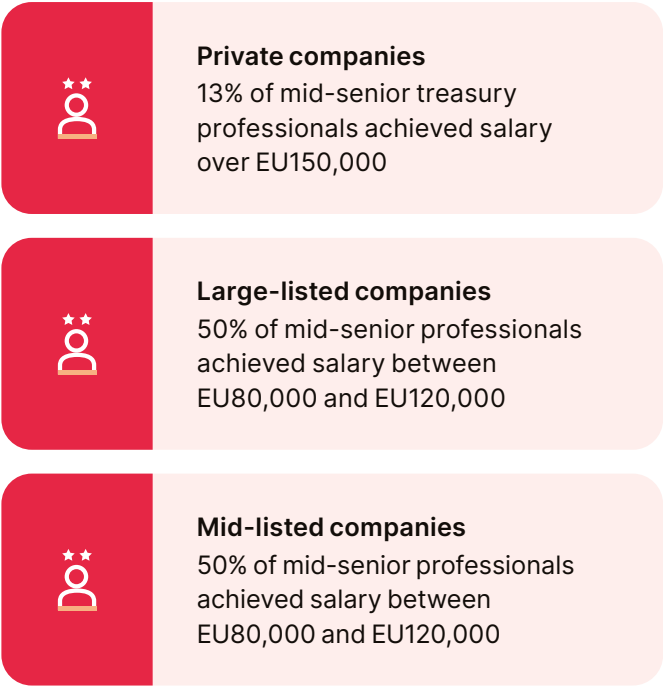 Private companies
13% of mid-senior treasury
professionals achieved salary
over EU150,000
Large-listed companies
50% of mid-senior professionals
achieved salary between
EU80,000 and EU120,000
Mid-listed companies
50% of mid-senior professionals
achieved salary between
EU80,000 and EU120,000